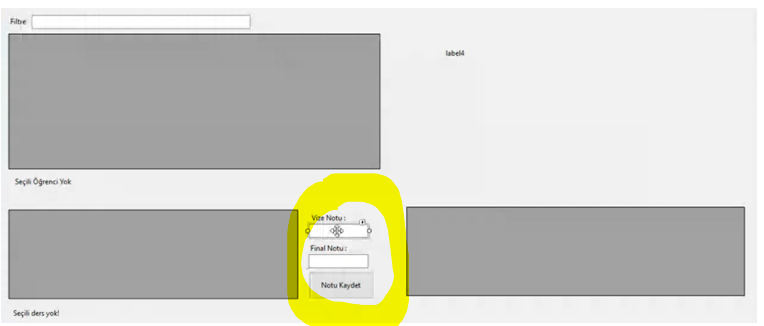 Filtre
label4
Seçili Öğrenci Yok
Vize Notu :
Final Notu :
Notu Kaydet
Seçili ders yok!